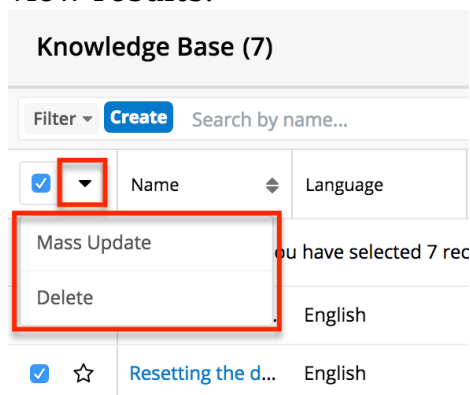 Knowledge Base (7)
Filter Create Search by name...
Name Language
Mass Update
ou have selected 7 rec
Delete
English
Resetting the d... English